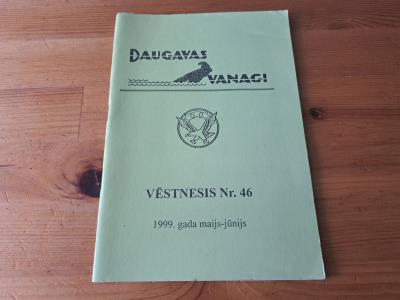 DAUGAVAS
VANAGI
VĒSTNESIS Nr. 46
1999. gada maijs-jūnijs